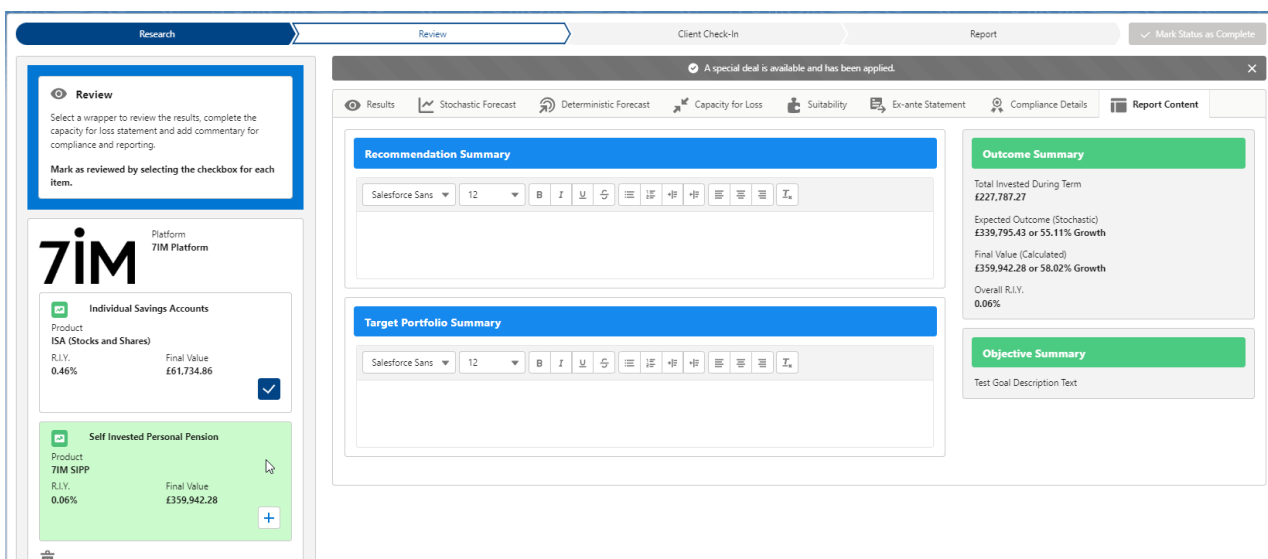 Research
Review
Client Check-In
Report
Mark Status as Complete
Review
Select a wrapper to review the results, complete the
capacity for loss statement and add commentary for
compliance and reporting.
Mark as reviewed by selecting the checkbox for each
item.
7iM
Platform
7IM Platform
Individual Savings Accounts
Product
ISA (Stocks and Shares)
R.I.Y. Final Value
0.46% £61,734.86
Self Invested Personal Pension
Product
7IM SIPP
R.I.Y. Final Value
0.06% £359,942.28
A special deal is available and has been applied.
Results Stochastic Forecast Deterministic Forecast Capacity for Loss Suitability Ex-ante Statement Compliance Details Report Content
Recommendation Summary
Salesforce Sans 12 B I U S
Target Portfolio Summary
Salesforce Sans 12 B I U S
Outcome Summary
Total Invested During Term
£227,787.27
Expected Outcome (Stochastic)
£339,795.43 or 55.11% Growth
Final Value (Calculated)
£359,942.28 or 58.02% Growth
Overall R.I.Y.
0.06%
Objective Summary
Test Goal Description Text